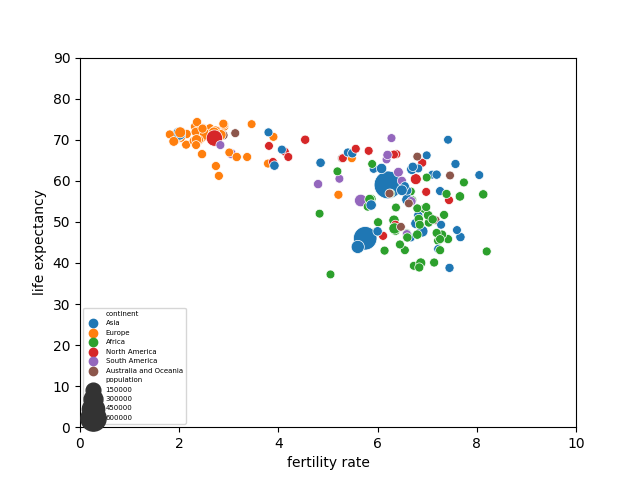 90
80
70
60
50
40
30
20
10
0
life expectancy
continent
Asia
Europe
Africa
North America
South America
Australia and Oceania
population
150000
300000
450000
600000
0 2 4 6 8 10
fertility rate